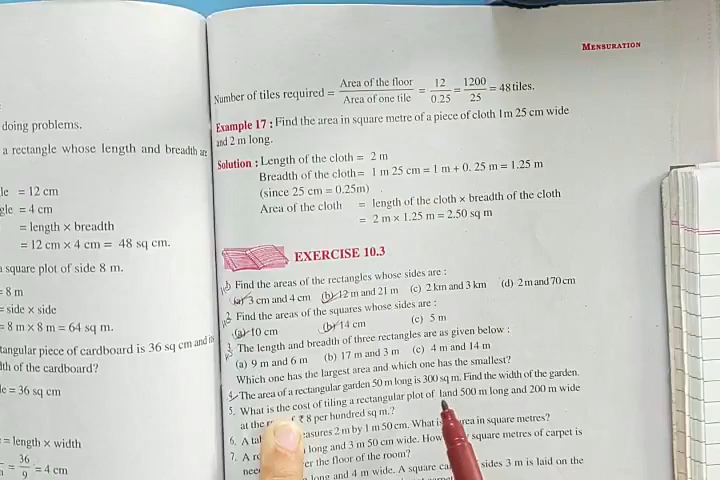 doing problems.
a rectangle whose length and breadth are
= 12 cm
= 4 cm
= length × breadth
= 12 cm × 4 cm = 48 sq cm.
a square plot of side 8 m.
= 8 m
= side × side
= 8 m × 8 m = 64 sq m.
tangular piece of cardboard is 36 sq cm and its
dth of the cardboard?
= 36 sq cm
= length × width
= 36/9 = 4 cm
MENSURATION
Number of tiles required = Area of the floor / Area of one tile = 12/0.25 = 1200/25 = 48 tiles.
Example 17 : Find the area in square metre of a piece of cloth 1m 25 cm wide
and 2 m long.
Solution : Length of the cloth = 2 m
Breadth of the cloth = 1 m 25 cm = 1 m + 0. 25 m = 1.25 m
(since 25 cm = 0.25m)
Area of the cloth = length of the cloth × breadth of the cloth
= 2 m × 1.25 m = 2.50 sq m
EXERCISE 10.3
1. Find the areas of the rectangles whose sides are :
(a) 3 cm and 4 cm (b) 12 m and 21 m (c) 2 km and 3 km (d) 2 m and 70 cm
2. Find the areas of the squares whose sides are :
(a) 10 cm (b) 14 cm (c) 5 m
3. The length and breadth of three rectangles are as given below :
(a) 9 m and 6 m (b) 17 m and 3 m (c) 4 m and 14 m
Which one has the largest area and which one has the smallest?
4. The area of a rectangular garden 50 m long is 300 sq m. Find the width of the garden.
5. What is the cost of tiling a rectangular plot of land 500 m long and 200 m wide
at the ₹ 8 per hundred sq m.?
6. A asures 2 m by 1 m 50 cm. What is area in square metres?
7. A long and 3 m 50 cm wide. How square metres of carpet is
er the floor of the room?
long and 4 m wide. A square sides 3 m is laid on the